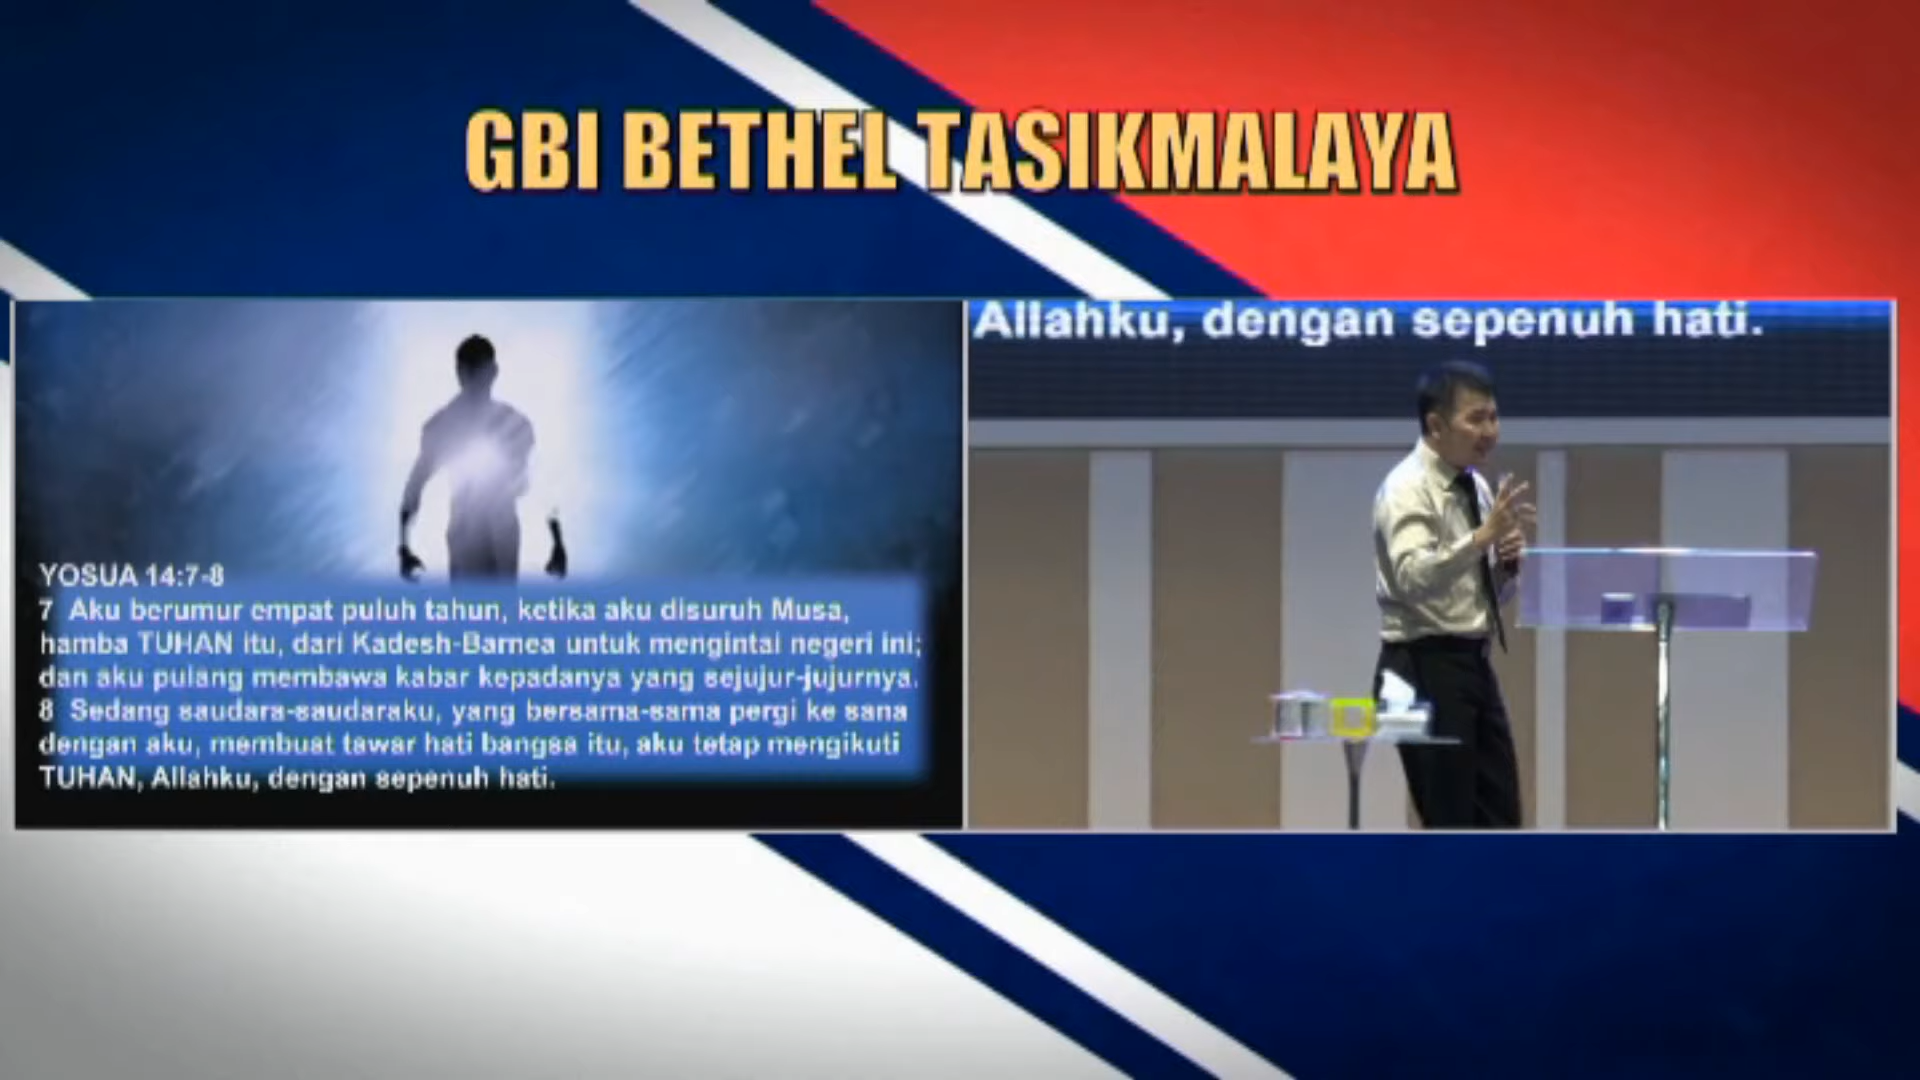 GBI BETHEL TASIKMALAYA
YOSUA 14:7-8
7 Aku berumur empat puluh tahun, ketika aku disuruh Musa,
hamba TUHAN itu, dari Kadesh-Barnea untuk mengintai negeri ini;
dan aku pulang membawa kabar kepadanya yang sejujur-jujurnya.
8 Sedang saudara-saudaraku, yang bersama-sama pergi ke sana
dengan aku, membuat tawar hati bangsa itu, aku tetap mengikuti
TUHAN, Allahku, dengan sepenuh hati.
Allahku, dengan sepenuh hati.